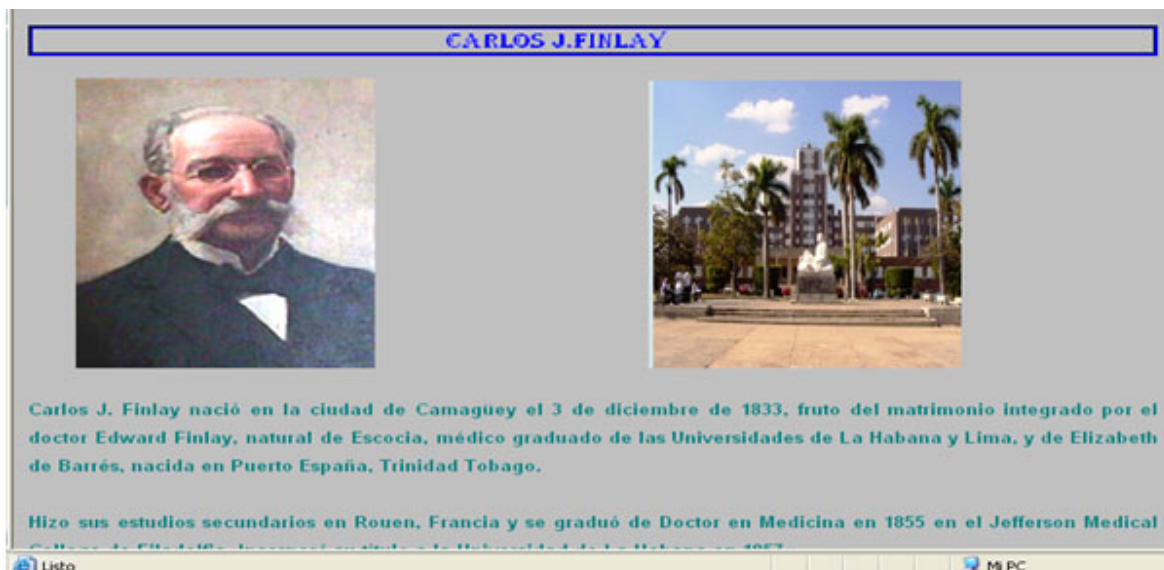 CARLOS J.FINLAY
Carlos J. Finlay nació en la ciudad de Camagüey el 3 de diciembre de 1833, fruto del matrimonio integrado por el
doctor Edward Finlay, natural de Escocia, médico graduado de las Universidades de La Habana y Lima, y de Elizabeth
de Barrés, nacida en Puerto España, Trinidad Tobago.
Hizo sus estudios secundarios en Rouen, Francia y se graduó de Doctor en Medicina en 1855 en el Jefferson Medical
Listo
Mi PC